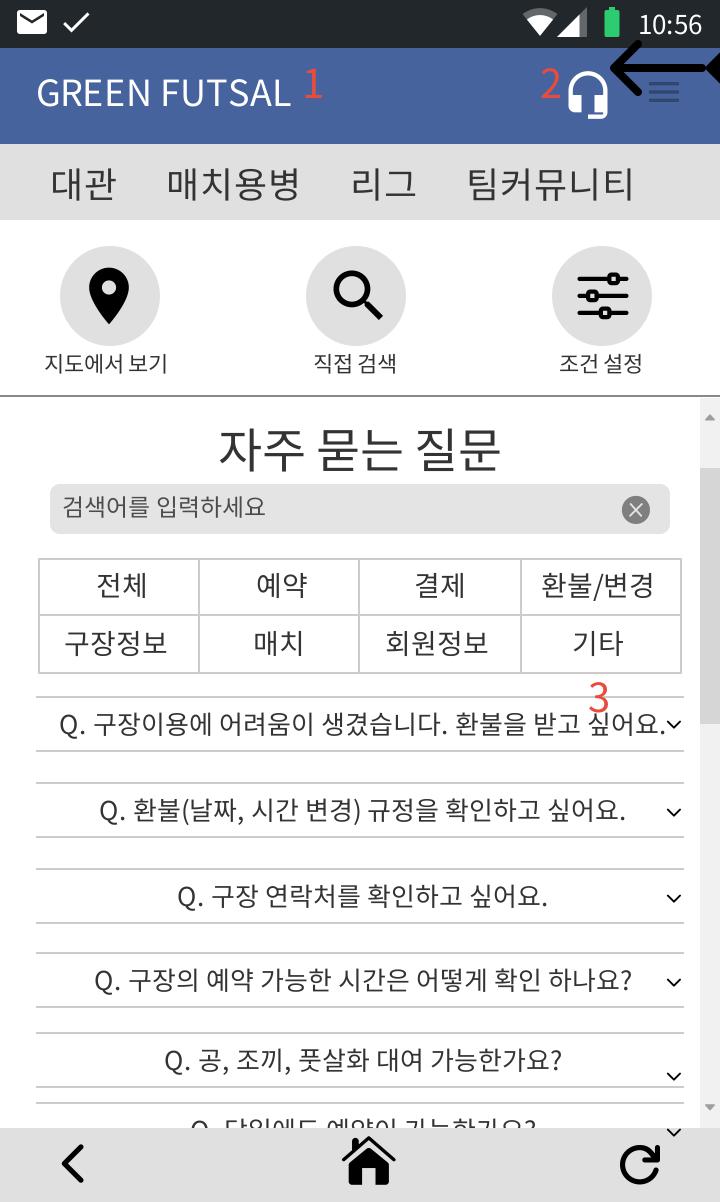 10:56
GREEN FUTSAL 1 2
대관 매치용병 리그 팀커뮤니티
지도에서 보기 직접 검색 조건 설정
자주 묻는 질문
검색어를 입력하세요
전체 예약 결제 환불/변경
구장정보 매치 회원정보 기타
3
Q. 구장이용에 어려움이 생겼습니다. 환불을 받고 싶어요.
Q. 환불(날짜, 시간 변경) 규정을 확인하고 싶어요.
Q. 구장 연락처를 확인하고 싶어요.
Q. 구장의 예약 가능한 시간은 어떻게 확인 하나요?
Q. 공, 조끼, 풋살화 대여 가능한가요?